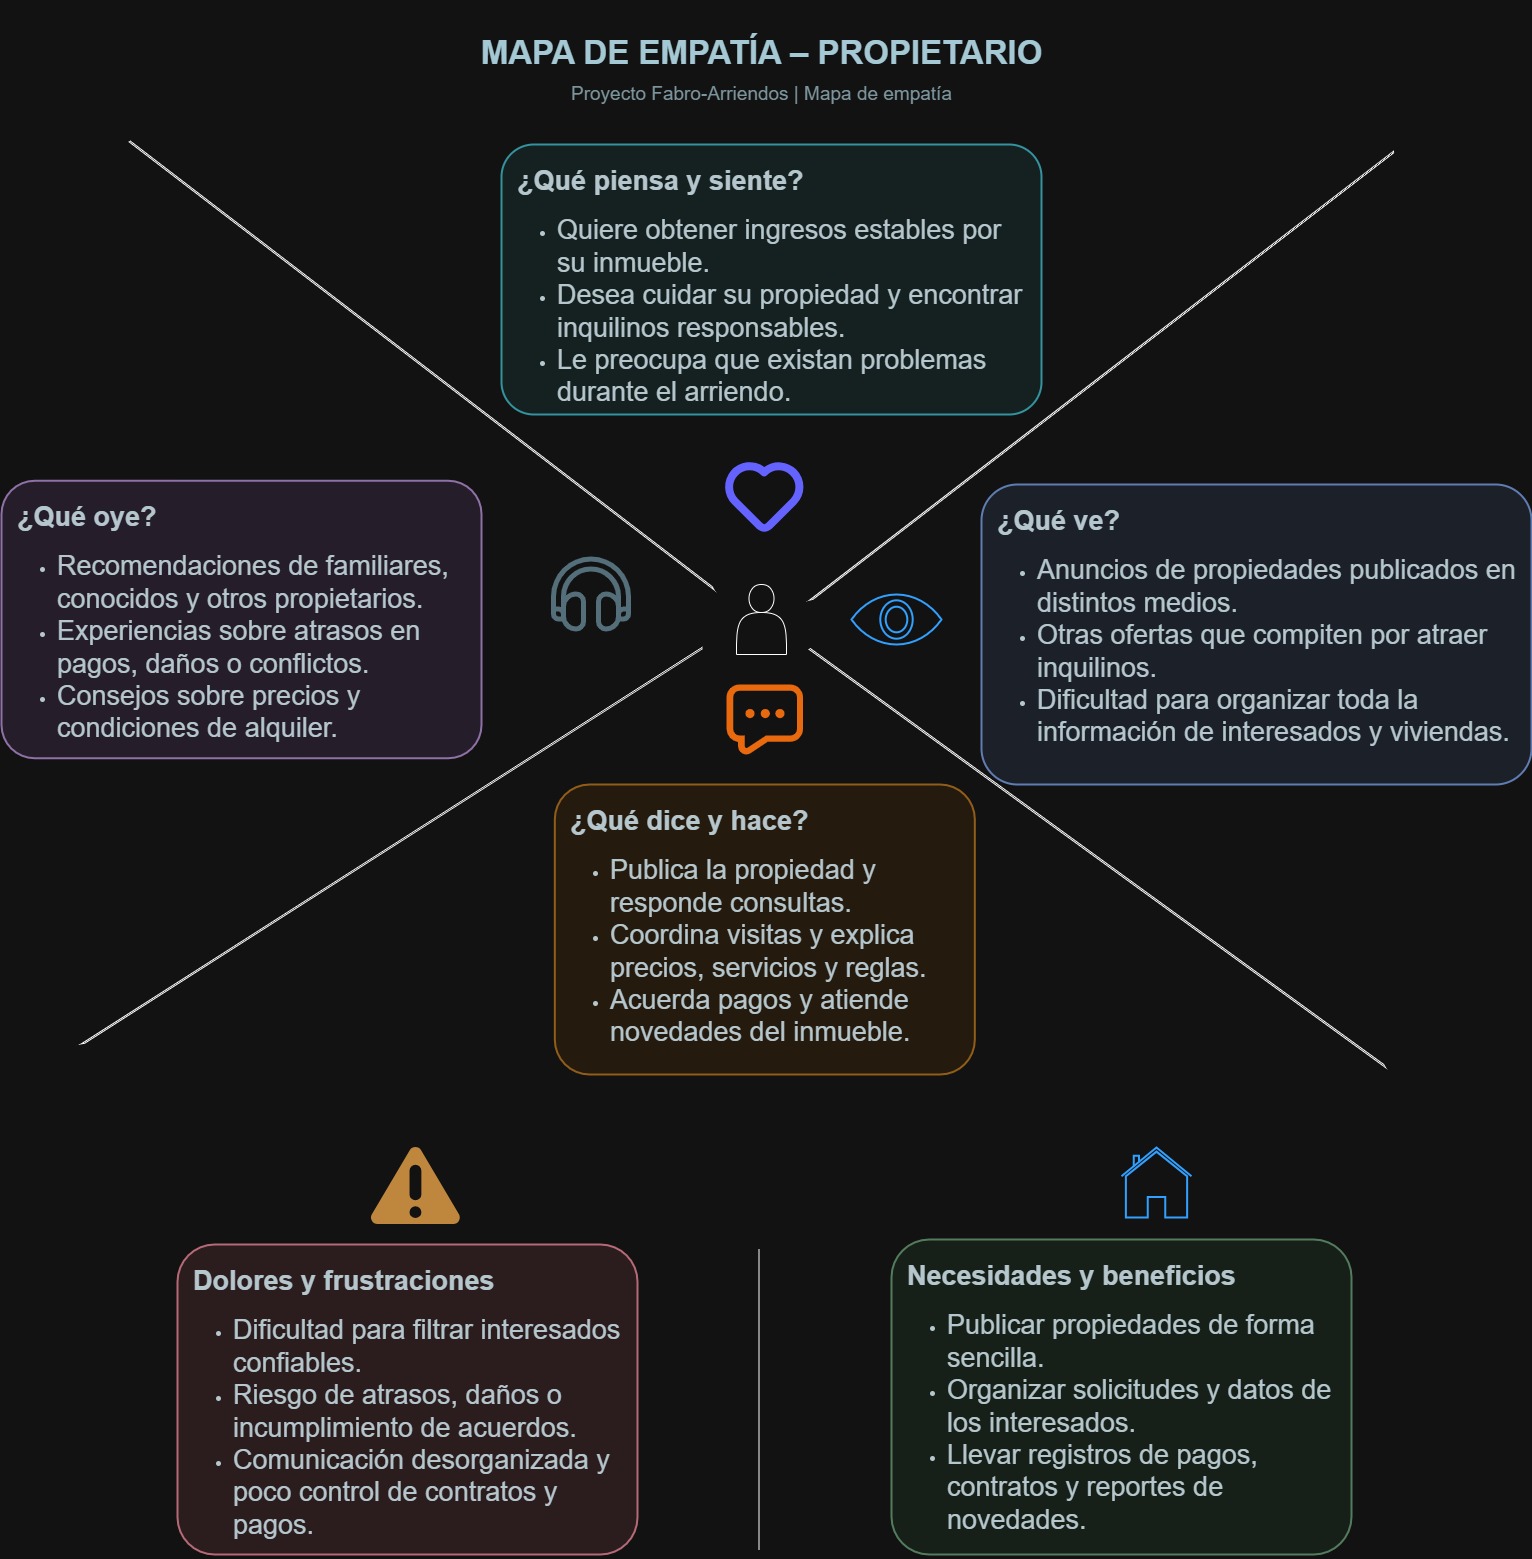 MAPA DE EMPATÍA – PROPIETARIO
Proyecto Fabro-Arriendos | Mapa de empatía
¿Qué piensa y siente?
• Quiere obtener ingresos estables por
su inmueble.
• Desea cuidar su propiedad y encontrar
inquilinos responsables.
• Le preocupa que existan problemas
durante el arriendo.
¿Qué oye?
• Recomendaciones de familiares,
conocidos y otros propietarios.
• Experiencias sobre atrasos en
pagos, daños o conflictos.
• Consejos sobre precios y
condiciones de alquiler.
¿Qué ve?
• Anuncios de propiedades publicados en
distintos medios.
• Otras ofertas que compiten por atraer
inquilinos.
• Dificultad para organizar toda la
información de interesados y viviendas.
¿Qué dice y hace?
• Publica la propiedad y
responde consultas.
• Coordina visitas y explica
precios, servicios y reglas.
• Acuerda pagos y atiende
novedades del inmueble.
Dolores y frustraciones
• Dificultad para filtrar interesados
confiables.
• Riesgo de atrasos, daños o
incumplimiento de acuerdos.
• Comunicación desorganizada y
poco control de contratos y
pagos.
Necesidades y beneficios
• Publicar propiedades de forma
sencilla.
• Organizar solicitudes y datos de
los interesados.
• Llevar registros de pagos,
contratos y reportes de
novedades.